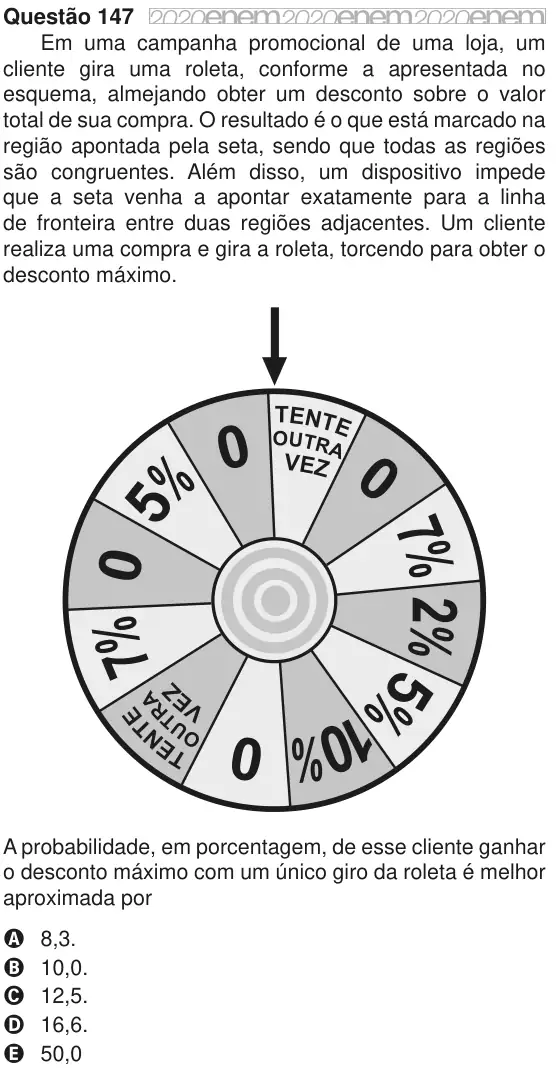 Questão 147 2020enem2020enem2020enem
Em uma campanha promocional de uma loja, um
cliente gira uma roleta, conforme a apresentada no
esquema, almejando obter um desconto sobre o valor
total de sua compra. O resultado é o que está marcado na
região apontada pela seta, sendo que todas as regiões
são congruentes. Além disso, um dispositivo impede
que a seta venha a apontar exatamente para a linha
de fronteira entre duas regiões adjacentes. Um cliente
realiza uma compra e gira a roleta, torcendo para obter o
desconto máximo.
TENTE
OUTRA
VEZ
0
7%
2%
5%
10%
0
TENTE
OUTRA
VEZ
7%
0
5%
0
A probabilidade, em porcentagem, de esse cliente ganhar
o desconto máximo com um único giro da roleta é melhor
aproximada por
A 8,3.
B 10,0.
C 12,5.
D 16,6.
E 50,0